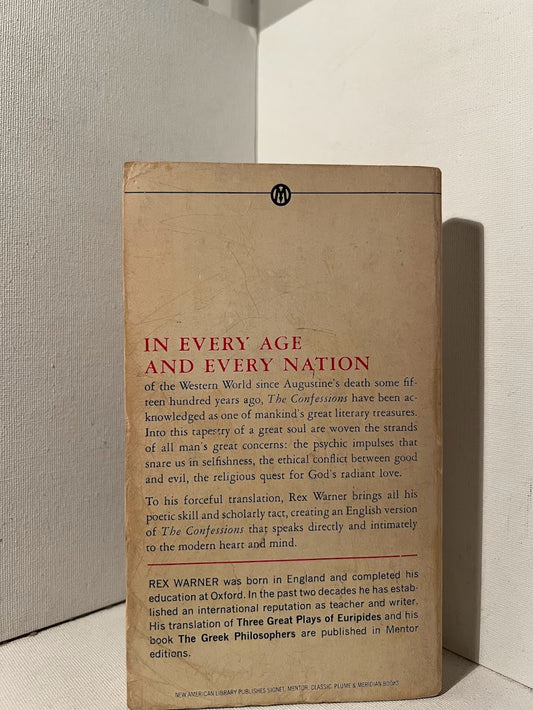 M
IN EVERY AGE
AND EVERY NATION
of the Western World since Augustine's death some fif-
teen hundred years ago, The Confessions have been ac-
knowledged as one of mankind's great literary treasures.
Into this tapestry of a great soul are woven the strands
of all man's great concerns: the psychic impulses that
snare us in selfishness, the ethical conflict between good
and evil, the religious quest for God's radiant love.
To his forceful translation, Rex Warner brings all his
poetic skill and scholarly tact, creating an English version
of The Confessions that speaks directly and intimately
to the modern heart and mind.
REX WARNER was born in England and completed his
education at Oxford. In the past two decades he has estab-
lished an international reputation as teacher and writer.
His translation of Three Great Plays of Euripides and his
book The Greek Philosophers are published in Mentor
editions.
NEW AMERICAN LIBRARY PUBLISHES SIGNET, MENTOR, CLASSIC, PLUME & MERIDIAN BOOKS